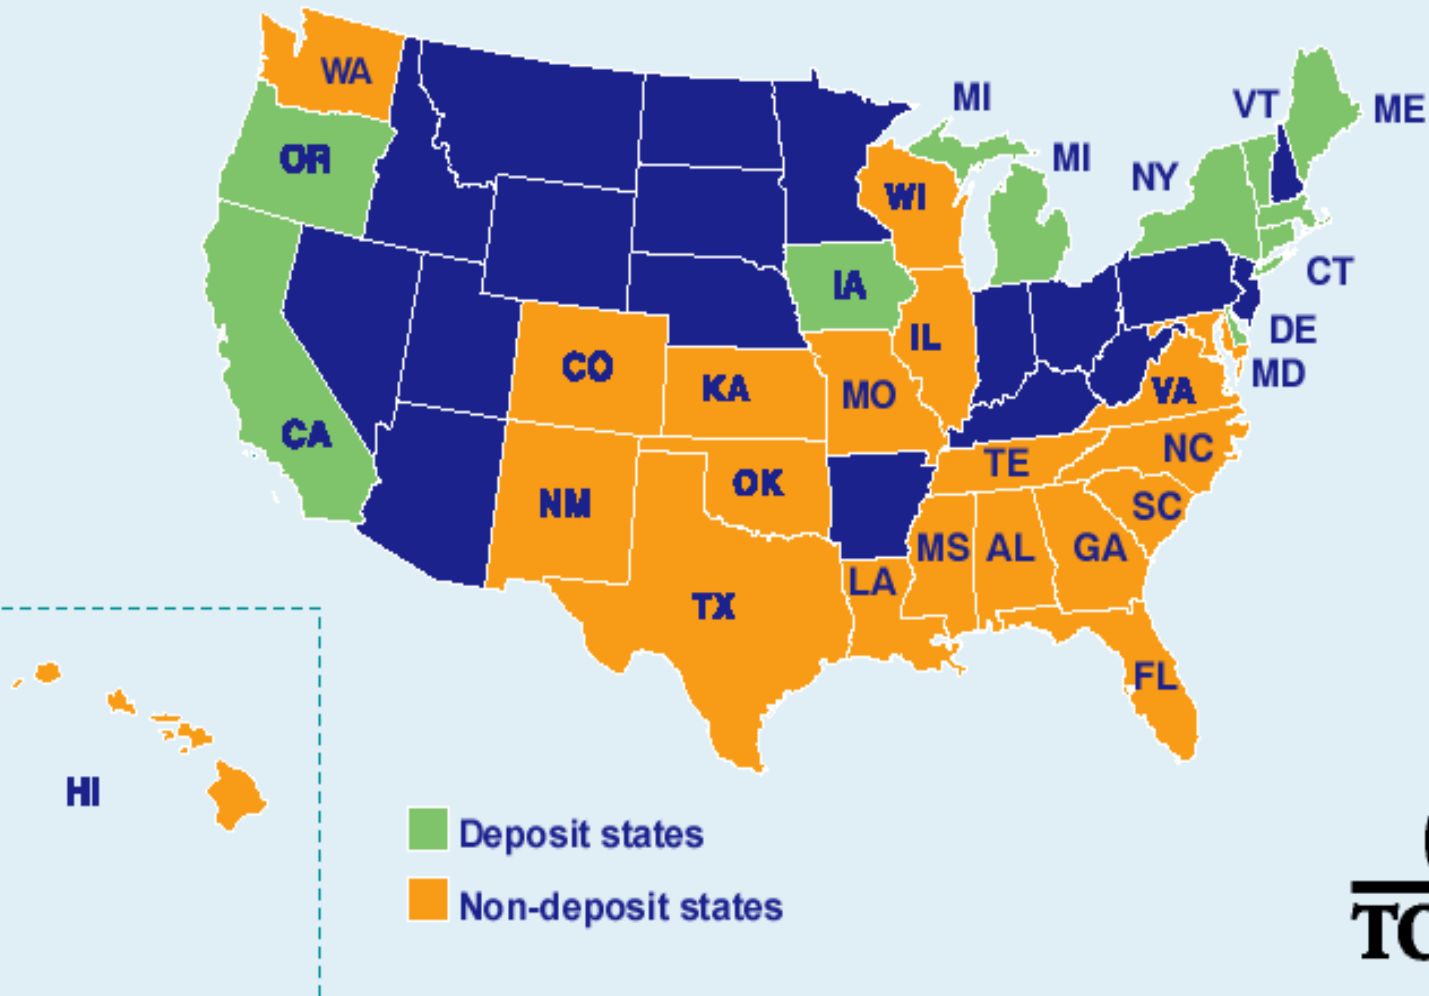 WA
MI
VT
ME
OR
MI
NY
WI
CT
IA
DE
IL
MD
CO
KA
MO
VA
CA
NC
TE
OK
NM
SC
MS
AL
GA
LA
TX
FL
HI
Deposit states
Non-deposit states